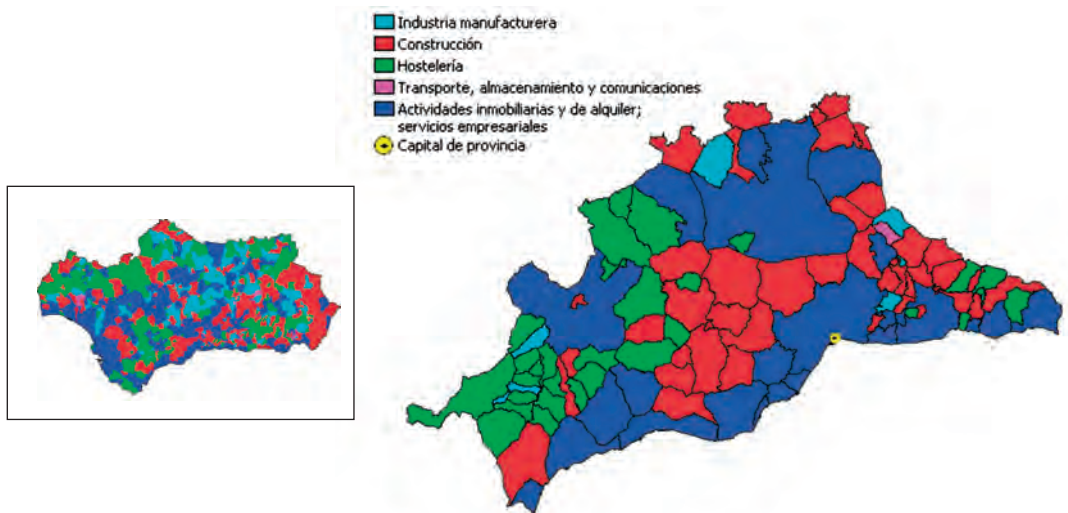 Industria manufacturera
Construcción
Hostelería
Transporte, almacenamiento y comunicaciones
Actividades inmobiliarias y de alquiler;
servicios empresariales
Capital de provincia